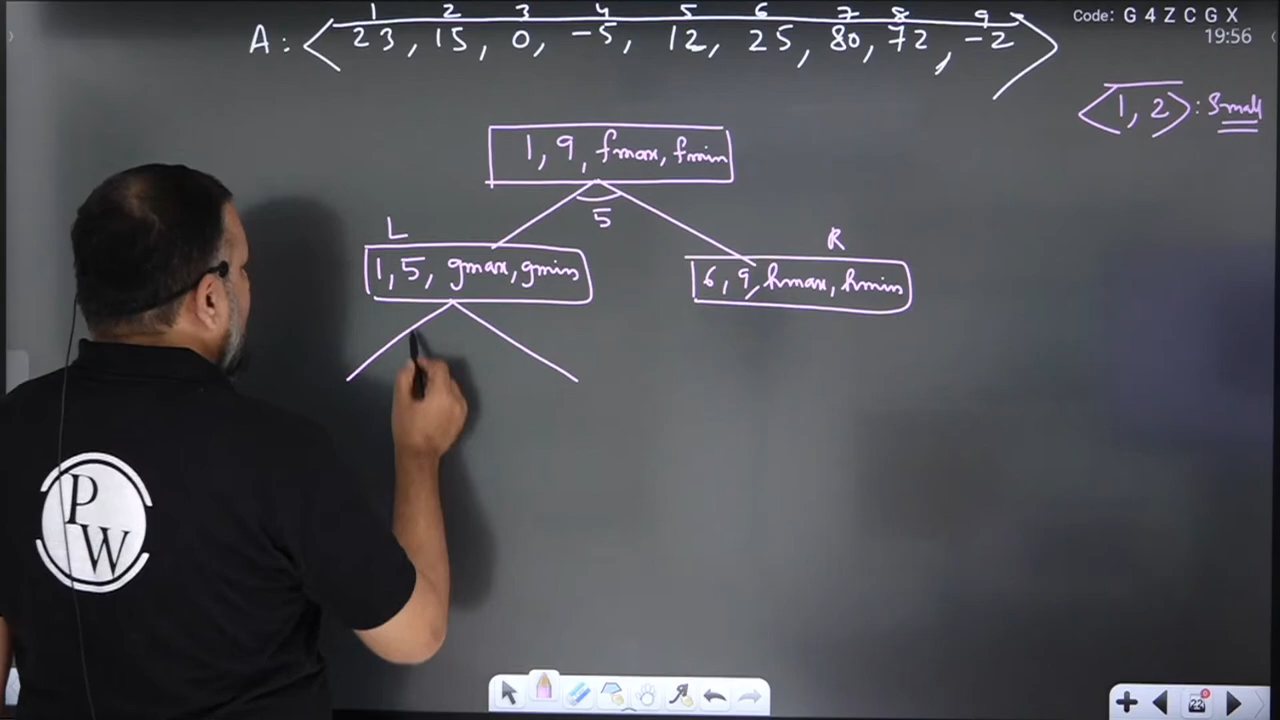 Code: G 4 Z C G X
19:56
1 2 3 4 5 6 7 8 9
A: < 23, 15, 0, -5, 12, 25, 80, 72, -2 >
<1, 2> : Small
1, 9, fmax, fmin
5
L
R
1, 5, gmax, gmin
6, 9, hmax, hmin
P
W
22